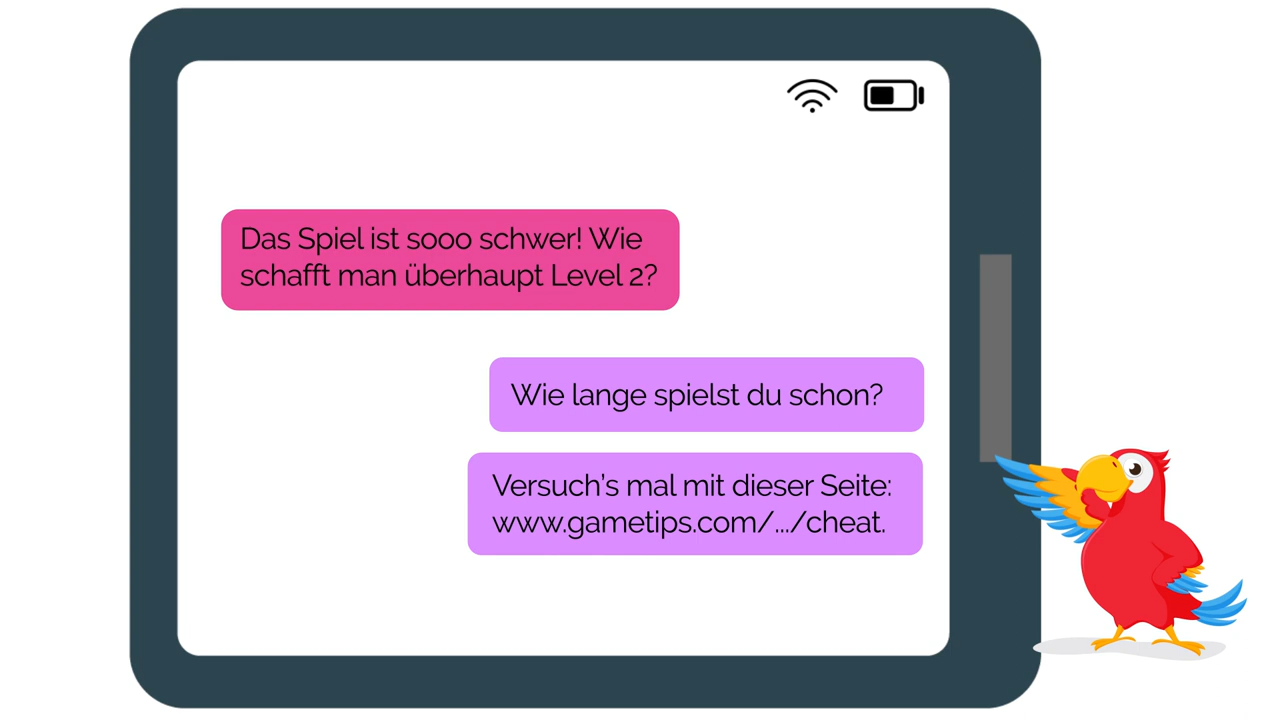 Das Spiel ist sooo schwer! Wie
schafft man überhaupt Level 2?
Wie lange spielst du schon?
Versuch's mal mit dieser Seite:
www.gametips.com/.../cheat.